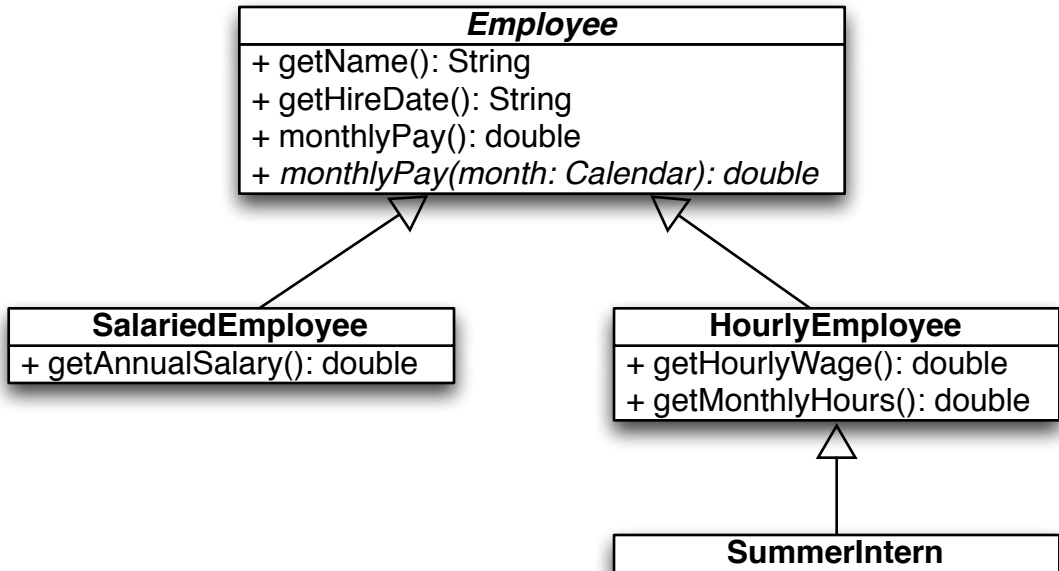 Employee
+ getName(): String
+ getHireDate(): String
+ monthlyPay(): double
+ monthlyPay(month: Calendar): double
SalariedEmployee
+ getAnnualSalary(): double
HourlyEmployee
+ getHourlyWage(): double
+ getMonthlyHours(): double
SummerIntern